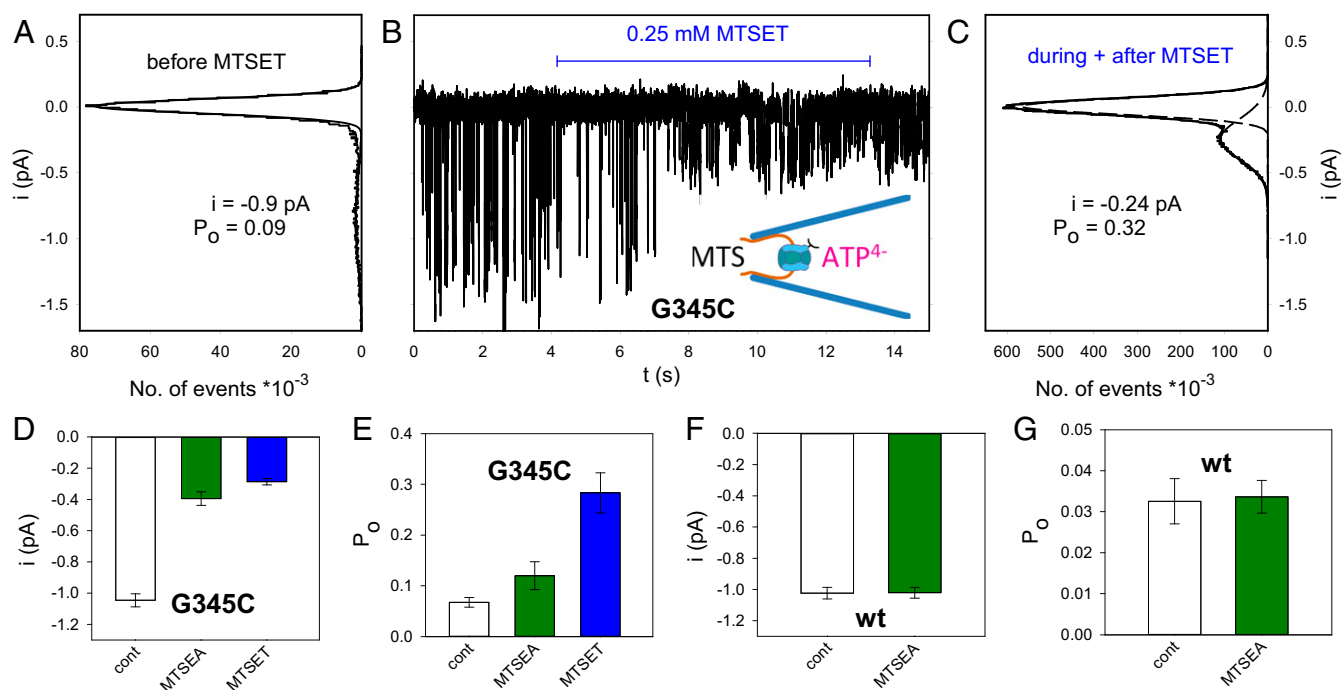 A
before MTSET
i = -0.9 pA
Po = 0.09
i (pA)
0.5
0.0
-0.5
-1.0
-1.5
80 60 40 20 0
No. of events *10-3
B
0.25 mM MTSET
MTS
ATP4-
G345C
0 2 4 6 8 10 12 14
t (s)
C
during + after MTSET
i = -0.24 pA
Po = 0.32
0.5
0.0
-0.5
-1.0
-1.5
i (pA)
600 500 400 300 200 100 0
No. of events *10-3
D
i (pA)
0.0
-0.2
-0.4
-0.6
-0.8
-1.0
-1.2
G345C
cont MTSEA MTSET
E
Po
0.4
0.3
0.2
0.1
0.0
G345C
cont MTSEA MTSET
F
i (pA)
0.0
-0.2
-0.4
-0.6
-0.8
-1.0
-1.2
wt
cont MTSEA
G
Po
0.05
0.04
0.03
0.02
0.01
0.00
wt
cont MTSEA